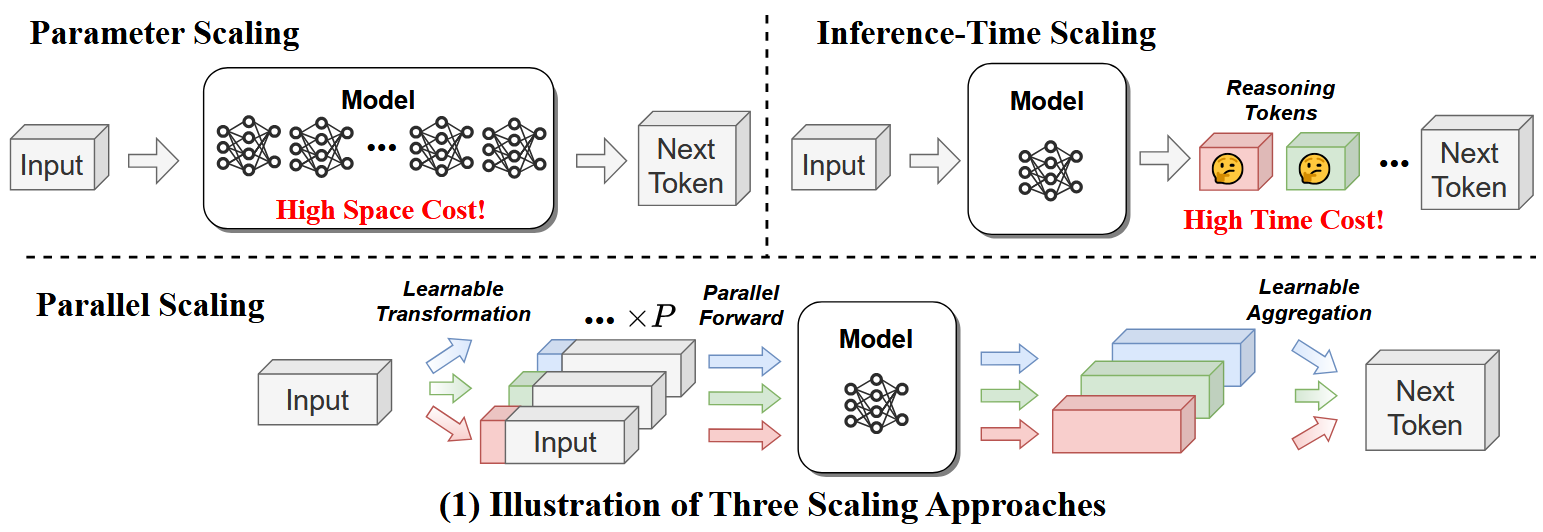 Parameter Scaling
Input
Model
...
High Space Cost!
Next
Token
Inference-Time Scaling
Input
Model
Reasoning
Tokens
...
High Time Cost!
Next
Token
Parallel Scaling
Input
Learnable
Transformation
... ×P
Input
Parallel
Forward
Model
Learnable
Aggregation
Next
Token
(1) Illustration of Three Scaling Approaches